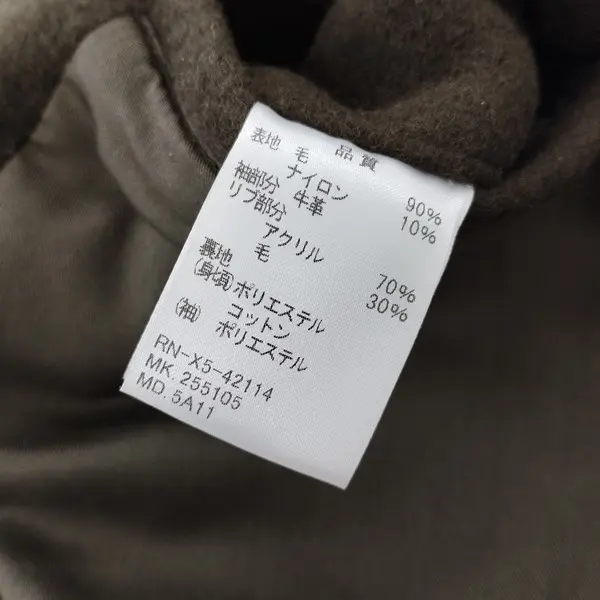 品質
表地 毛 90%
ナイロン 10%
袖部分 牛革
リブ部分
アクリル 70%
毛 30%
裏地
(身頃)ポリエステル
コットン
(袖) ポリエステル
RN-X5-42114
MK. 255105
MD. 5A11